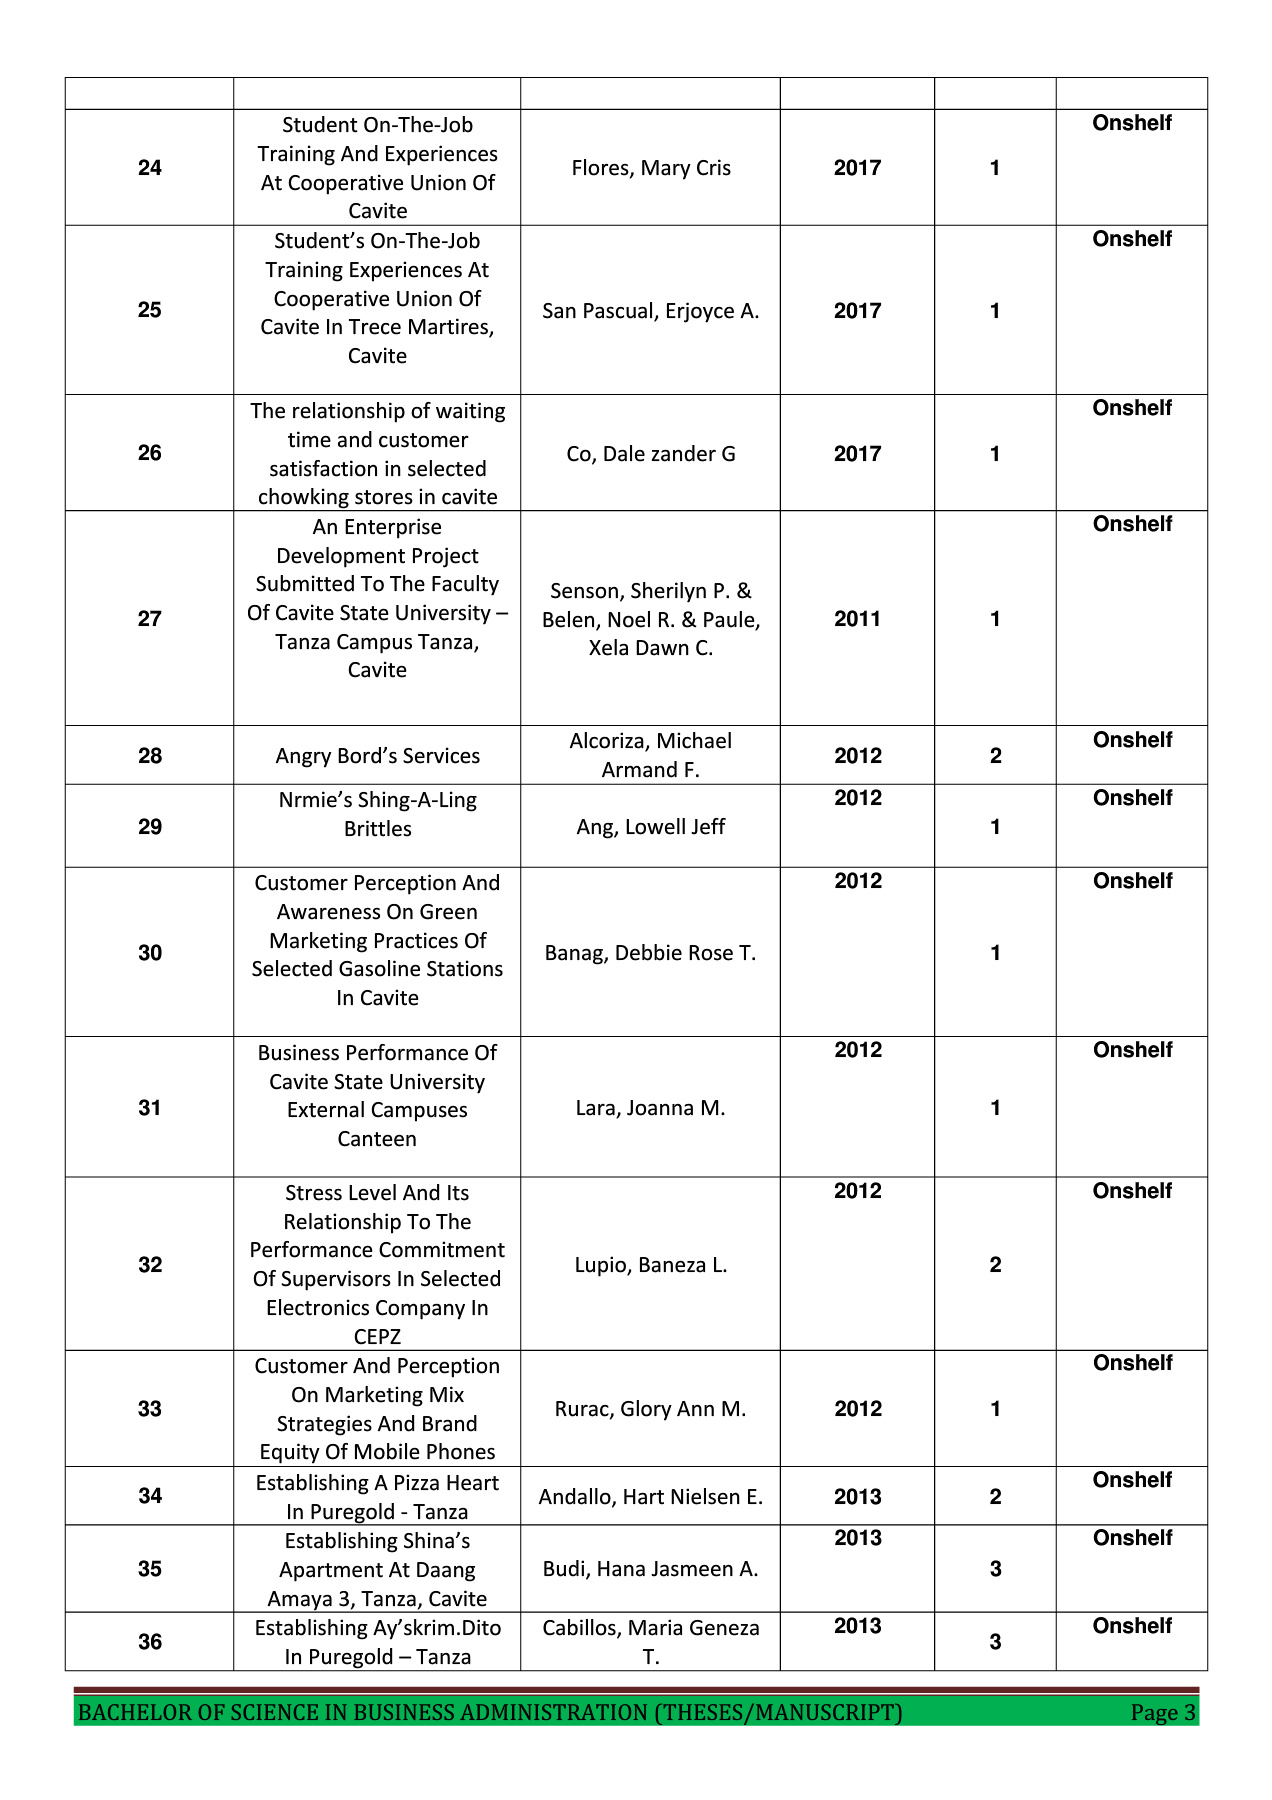 24
Student On-The-Job
Training And Experiences
At Cooperative Union Of
Cavite
Flores, Mary Cris
2017
1
Onshelf
25
Student’s On-The-Job
Training Experiences At
Cooperative Union Of
Cavite In Trece Martires,
Cavite
San Pascual, Erjoyce A.
2017
1
Onshelf
26
The relationship of waiting
time and customer
satisfaction in selected
chowking stores in cavite
Co, Dale zander G
2017
1
Onshelf
27
An Enterprise
Development Project
Submitted To The Faculty
Of Cavite State University –
Tanza Campus Tanza,
Cavite
Senson, Sherilyn P. &
Belen, Noel R. & Paule,
Xela Dawn C.
2011
1
Onshelf
28
Angry Bord’s Services
Alcoriza, Michael
Armand F.
2012
2
Onshelf
29
Nrmie’s Shing-A-Ling
Brittles
Ang, Lowell Jeff
2012
1
Onshelf
30
Customer Perception And
Awareness On Green
Marketing Practices Of
Selected Gasoline Stations
In Cavite
Banag, Debbie Rose T.
2012
1
Onshelf
31
Business Performance Of
Cavite State University
External Campuses
Canteen
Lara, Joanna M.
2012
1
Onshelf
32
Stress Level And Its
Relationship To The
Performance Commitment
Of Supervisors In Selected
Electronics Company In
CEPZ
Lupio, Baneza L.
2012
2
Onshelf
33
Customer And Perception
On Marketing Mix
Strategies And Brand
Equity Of Mobile Phones
Rurac, Glory Ann M.
2012
1
Onshelf
34
Establishing A Pizza Heart
In Puregold - Tanza
Andallo, Hart Nielsen E.
2013
2
Onshelf
35
Establishing Shina’s
Apartment At Daang
Amaya 3, Tanza, Cavite
Budi, Hana Jasmeen A.
2013
3
Onshelf
36
Establishing Ay’skrim.Dito
In Puregold – Tanza
Cabillos, Maria Geneza
T.
2013
3
Onshelf
BACHELOR OF SCIENCE IN BUSINESS ADMINISTRATION (THESES/MANUSCRIPT) Page 3